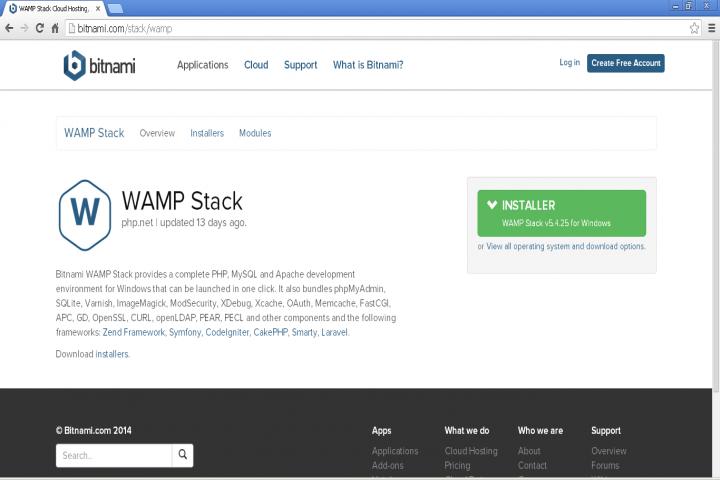 WAMP Stack Cloud Hosting,
bitnami.com/stack/wamp
bitnami
Applications Cloud Support What is Bitnami?
Log in Create Free Account
WAMP Stack Overview Installers Modules
W
WAMP Stack
php.net | updated 13 days ago.
INSTALLER
WAMP Stack v5.4.25 for Windows
or View all operating system and download options.
Bitnami WAMP Stack provides a complete PHP, MySQL and Apache development
environment for Windows that can be launched in one click. It also bundles phpMyAdmin,
SQLite, Varnish, ImageMagick, ModSecurity, XDebug, Xcache, OAuth, Memcache, FastCGI,
APC, GD, OpenSSL, CURL, openLDAP, PEAR, PECL and other components and the following
frameworks: Zend Framework, Symfony, CodeIgniter, CakePHP, Smarty, Laravel.
Download installers.
© Bitnami.com 2014
Search..
Apps What we do Who we are Support
Applications Cloud Hosting About Overview
Add-ons Pricing Contact Forums